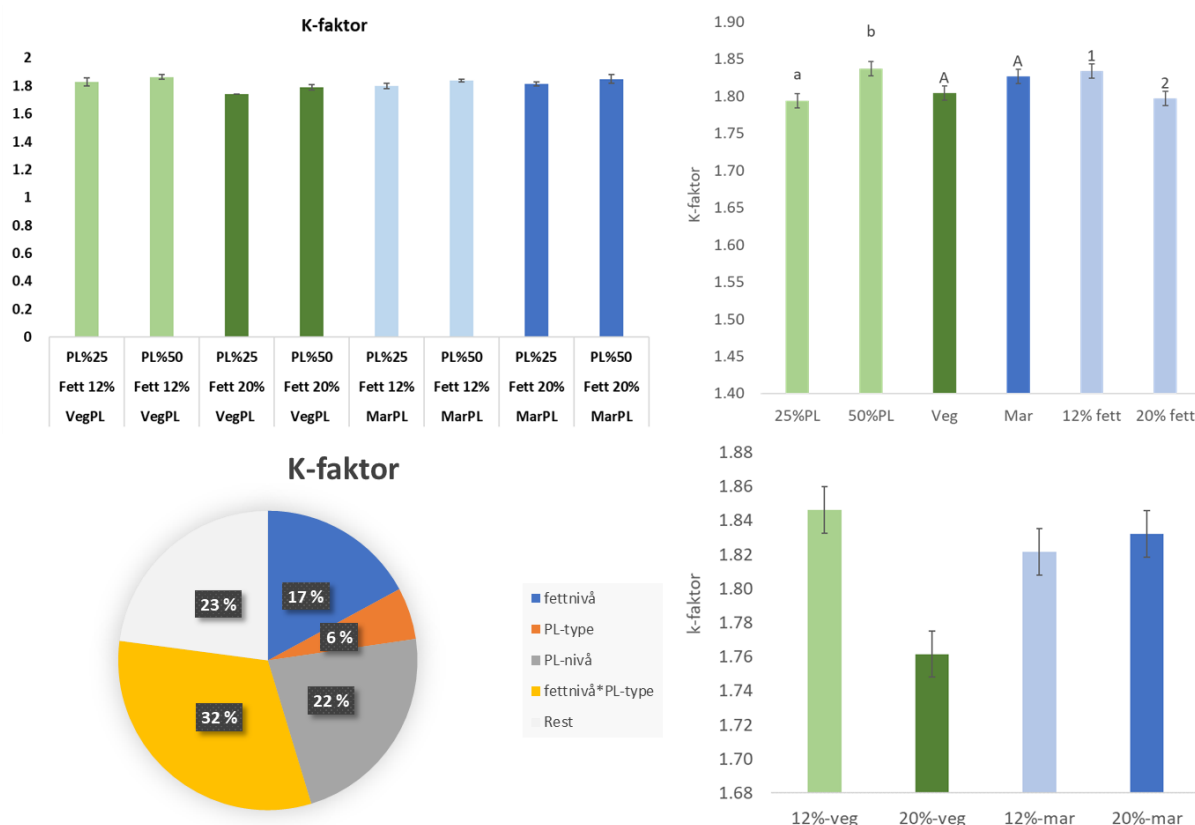 K-faktor
2
1.8
1.6
1.4
1.2
1
0.8
0.6
0.4
0.2
0
PL%25 PL%50 PL%25 PL%50 PL%25 PL%50 PL%25 PL%50
Fett 12% Fett 12% Fett 20% Fett 20% Fett 12% Fett 12% Fett 20% Fett 20%
VegPL VegPL VegPL VegPL MarPL MarPL MarPL MarPL
K-faktor
1.90
1.85
1.80
1.75
1.70
1.65
1.60
1.55
1.50
1.45
1.40
a b A A 1 2
25%PL 50%PL Veg Mar 12% fett 20% fett
K-faktor
17 %
6 %
22 %
32 %
23 %
fettnivå
PL-type
PL-nivå
fettnivå*PL-type
Rest
k-faktor
1.88
1.86
1.84
1.82
1.80
1.78
1.76
1.74
1.72
1.70
1.68
12%-veg 20%-veg 12%-mar 20%-mar